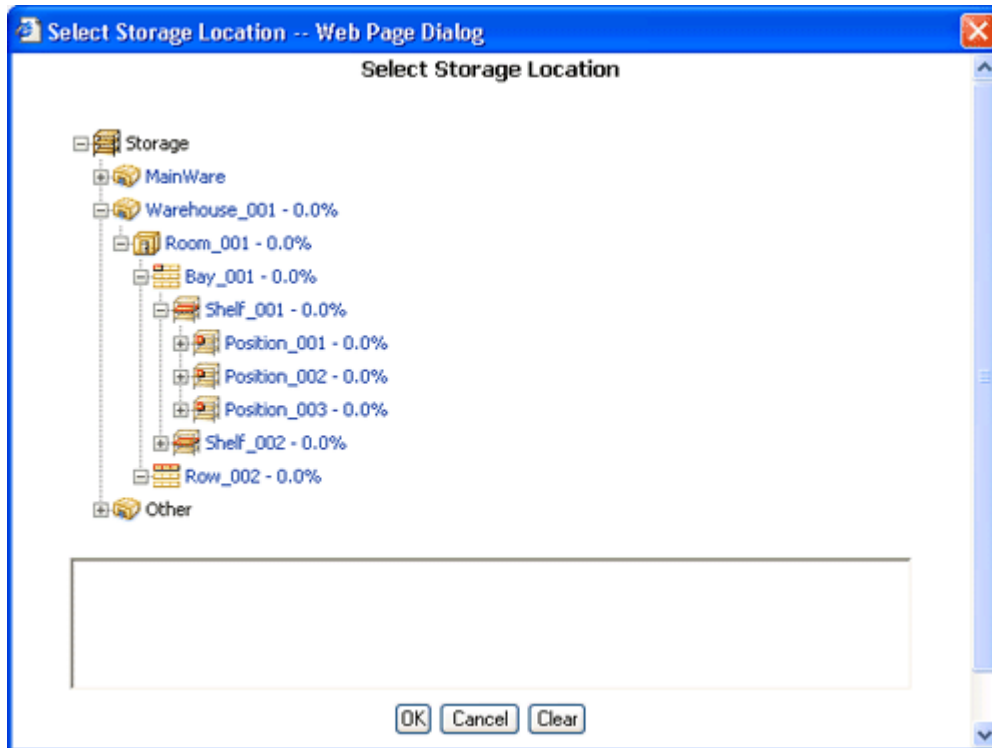 Select Storage Location -- Web Page Dialog
Select Storage Location
Storage
MainWare
Warehouse_001 - 0.0%
Room_001 - 0.0%
Bay_001 - 0.0%
Shelf_001 - 0.0%
Position_001 - 0.0%
Position_002 - 0.0%
Position_003 - 0.0%
Shelf_002 - 0.0%
Row_002 - 0.0%
Other
OK Cancel Clear